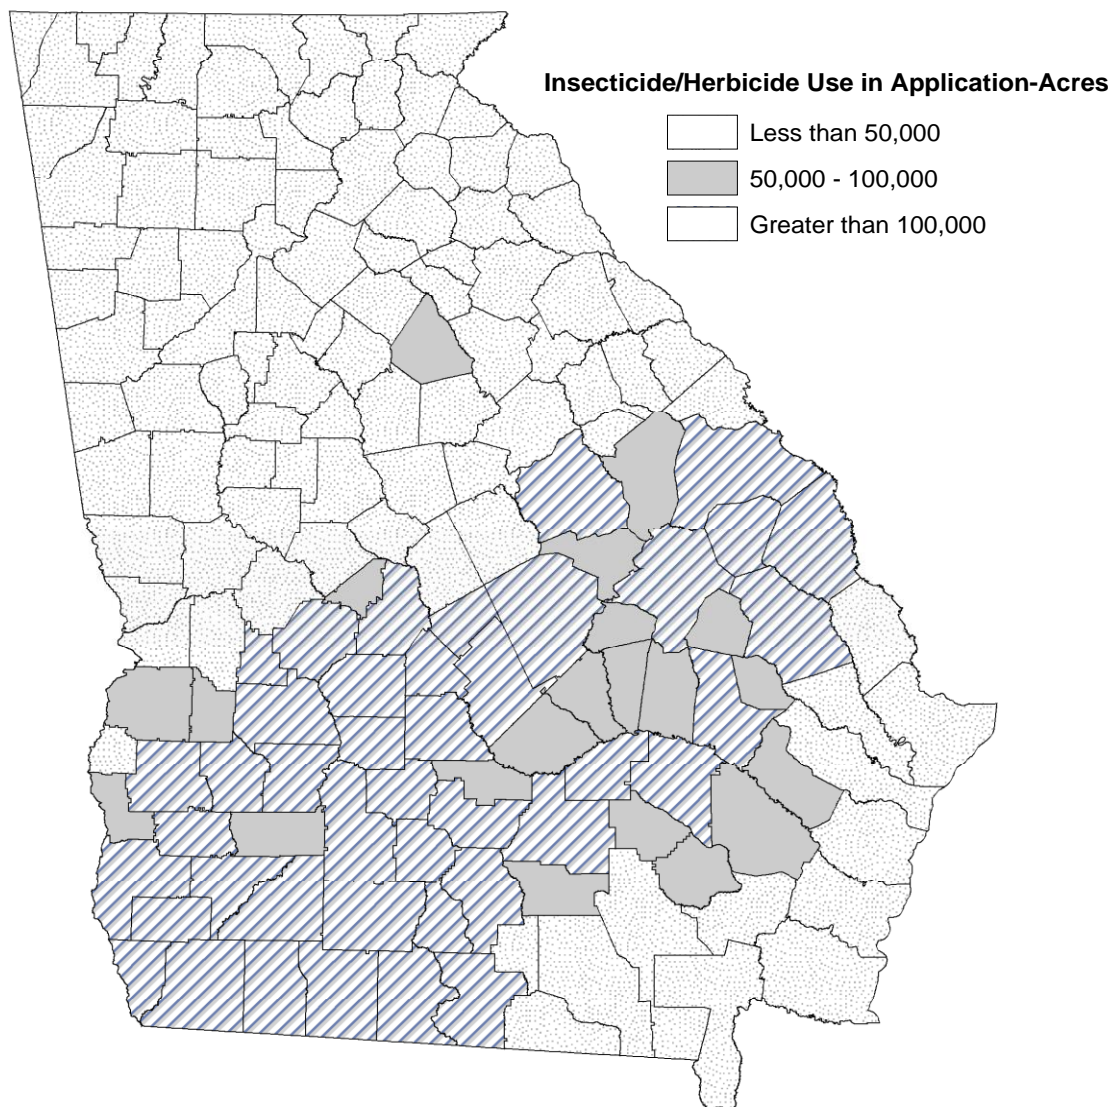 Insecticide/Herbicide Use in Application-Acres
Less than 50,000
50,000 - 100,000
Greater than 100,000